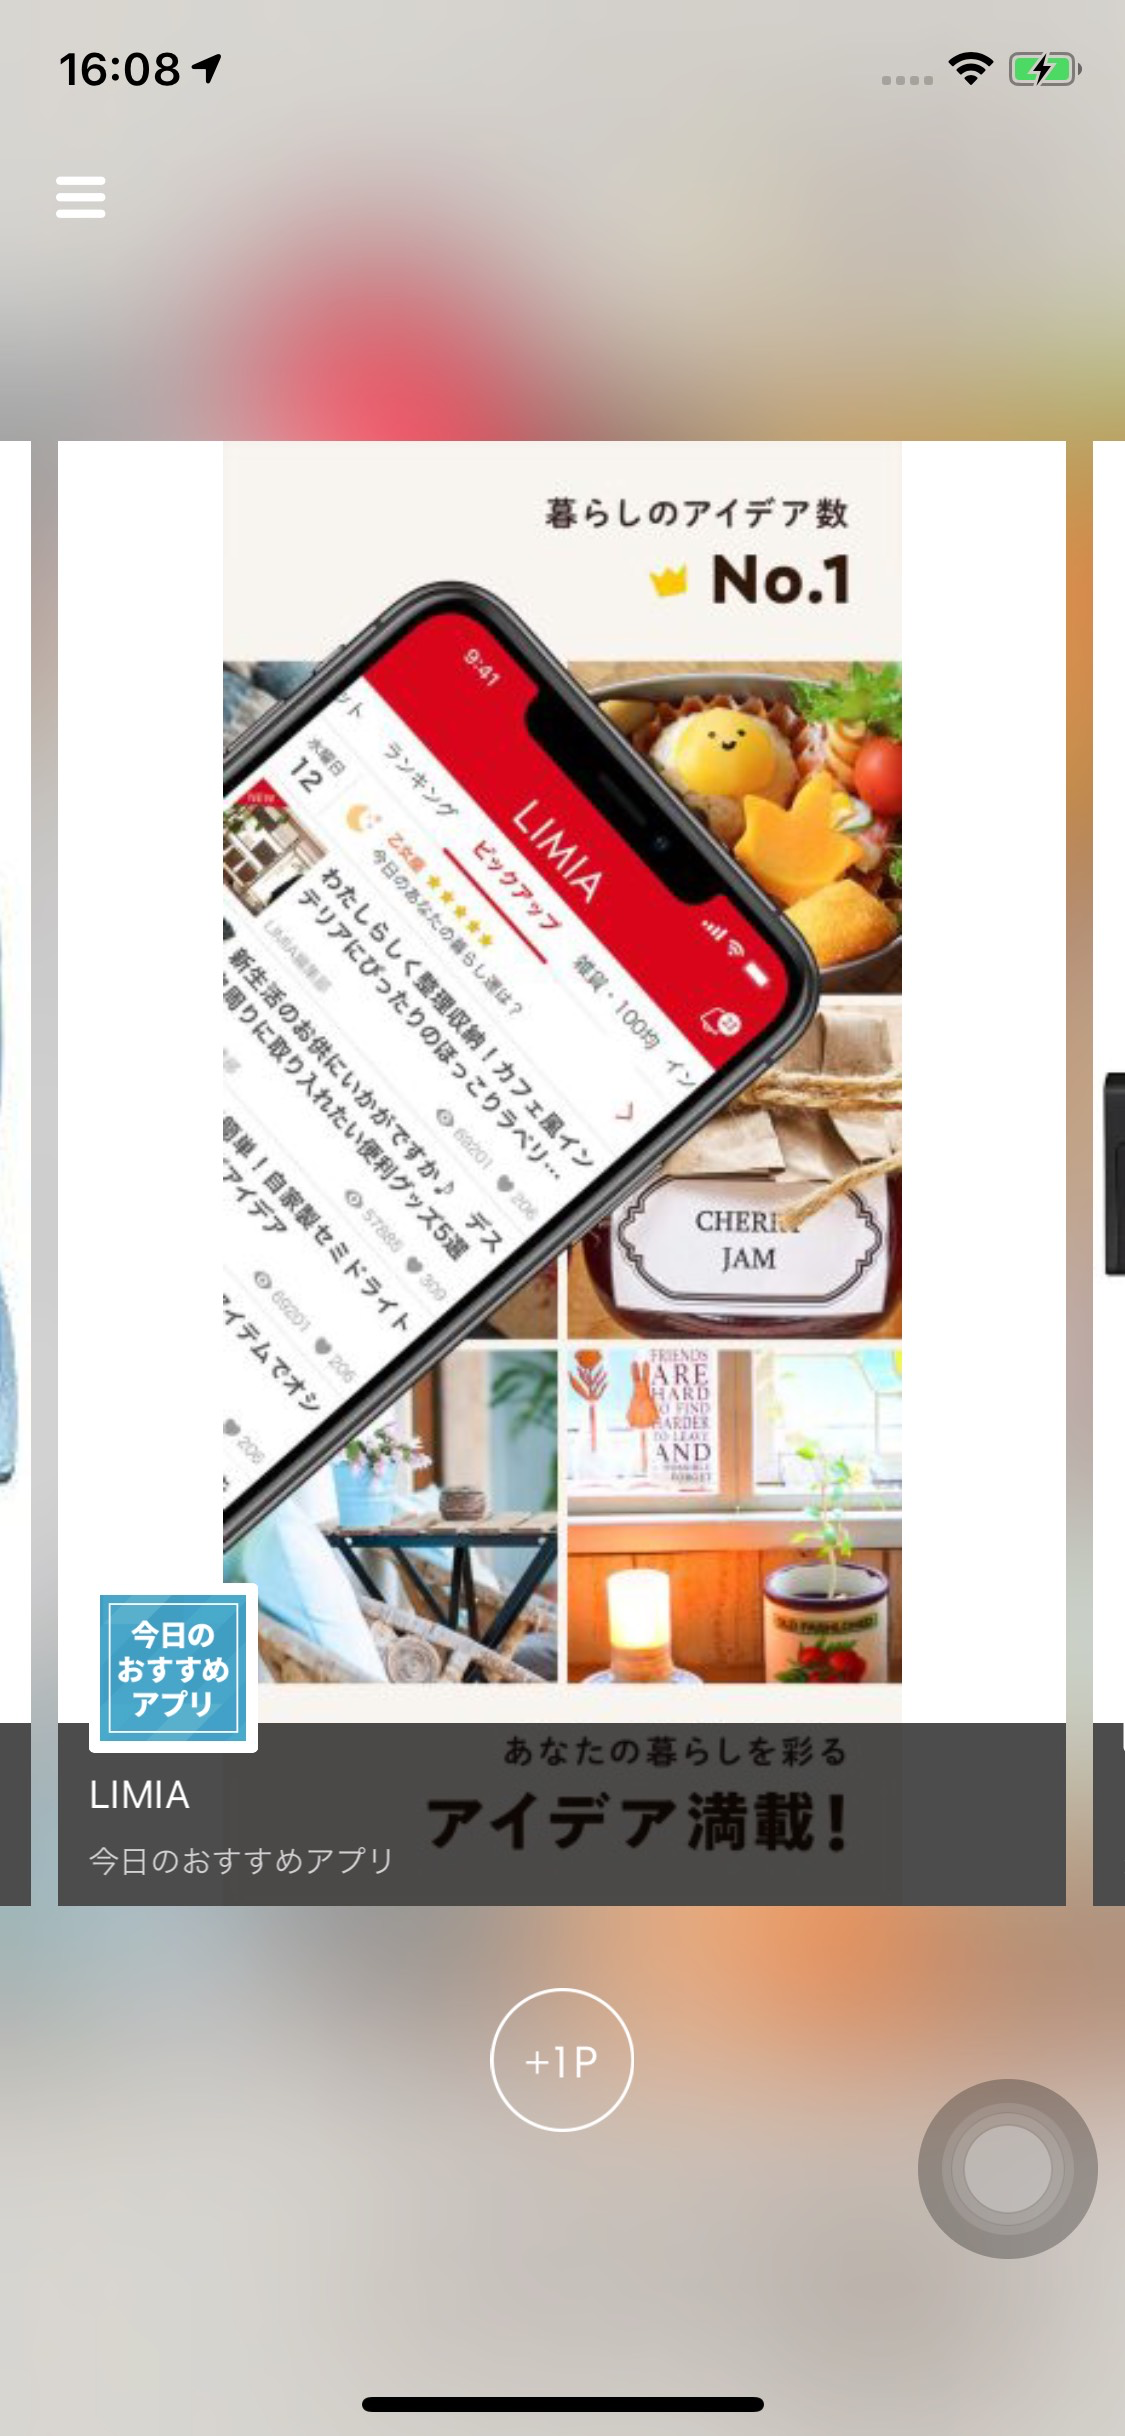 16:08
暮らしのアイデア数
No.1
9:41
LIMIA
ント
ランキング
ピックアップ
雑貨・100均
イン
水曜日
12
乙女座 ★★★★★
今日のあなたの暮らし運は？
NEW
わたしらしく整理収納！カフェ風イン
テリアにぴったりのほっこりラベリ…
LIMIA編集部
69201
206
新生活のお供にいかがですか♪ デス
周りに取り入れたい便利グッズ5選
57886
309
簡単！自家製セミドライト
アイデア
69201
206
アイテムでオシ
206
CHERRY
JAM
FRIENDS
ARE
HARD
TO FIND
HARDER
TO LEAVE
AND
FORGET
OLD FASHIONED
今日の
おすすめ
アプリ
あなたの暮らしを彩る
アイデア満載！
LIMIA
今日のおすすめアプリ
+1P